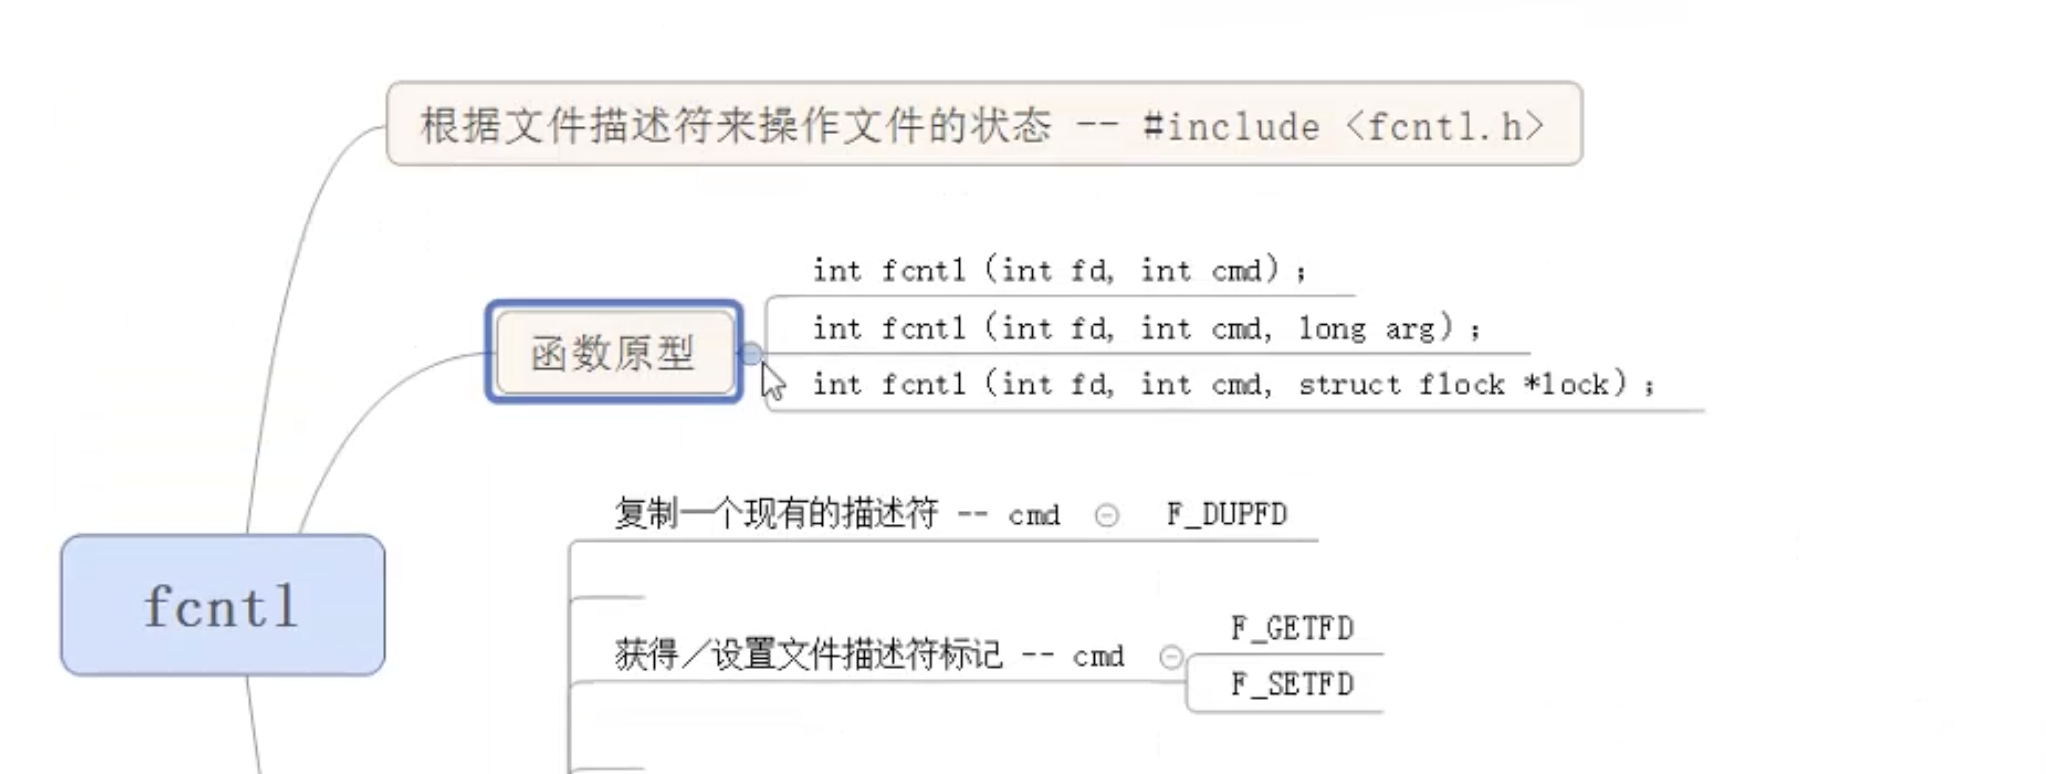 根据文件描述符来操作文件的状态 -- #include <fcntl.h>
函数原型
int fcntl (int fd, int cmd) ;
int fcntl (int fd, int cmd, long arg) ;
int fcntl (int fd, int cmd, struct flock *lock) ;
fcntl
复制一个现有的描述符 -- cmd F_DUPFD
获得/设置文件描述符标记 -- cmd
F_GETFD
F_SETFD